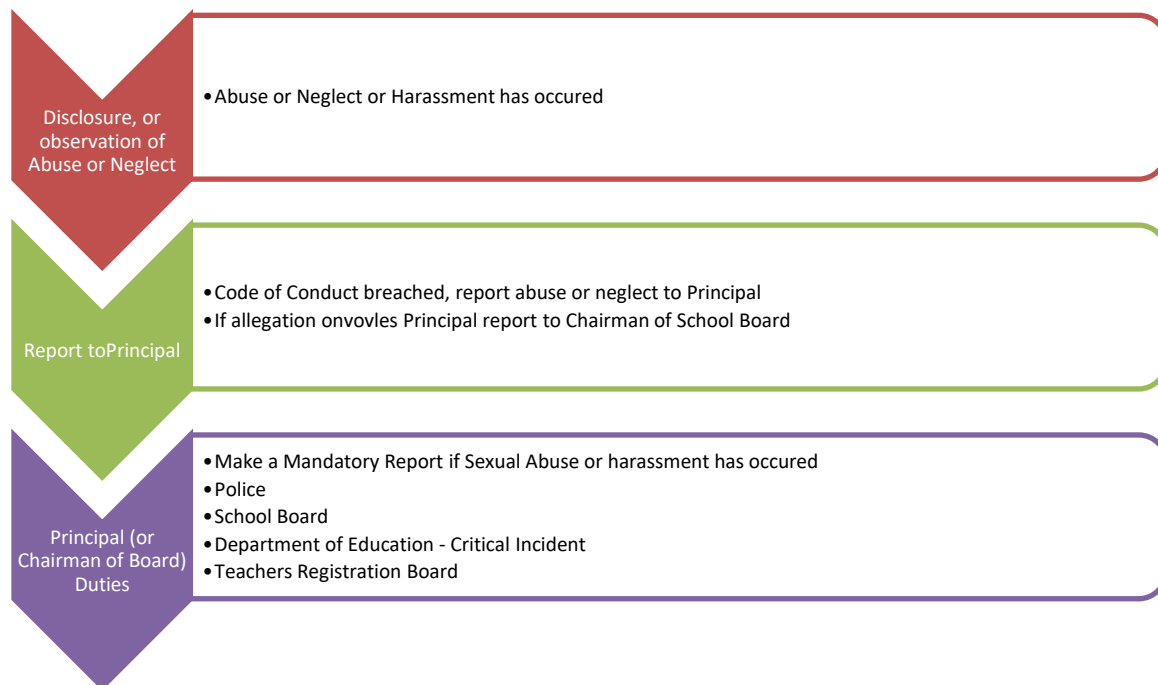 Disclosure, or
observation of
Abuse or Neglect
•Abuse or Neglect or Harassment has occured
Report toPrincipal
•Code of Conduct breached, report abuse or neglect to Principal
•If allegation onvovles Principal report to Chairman of School Board
Principal (or
Chairman of Board)
Duties
•Make a Mandatory Report if Sexual Abuse or harassment has occured
•Police
•School Board
•Department of Education - Critical Incident
•Teachers Registration Board